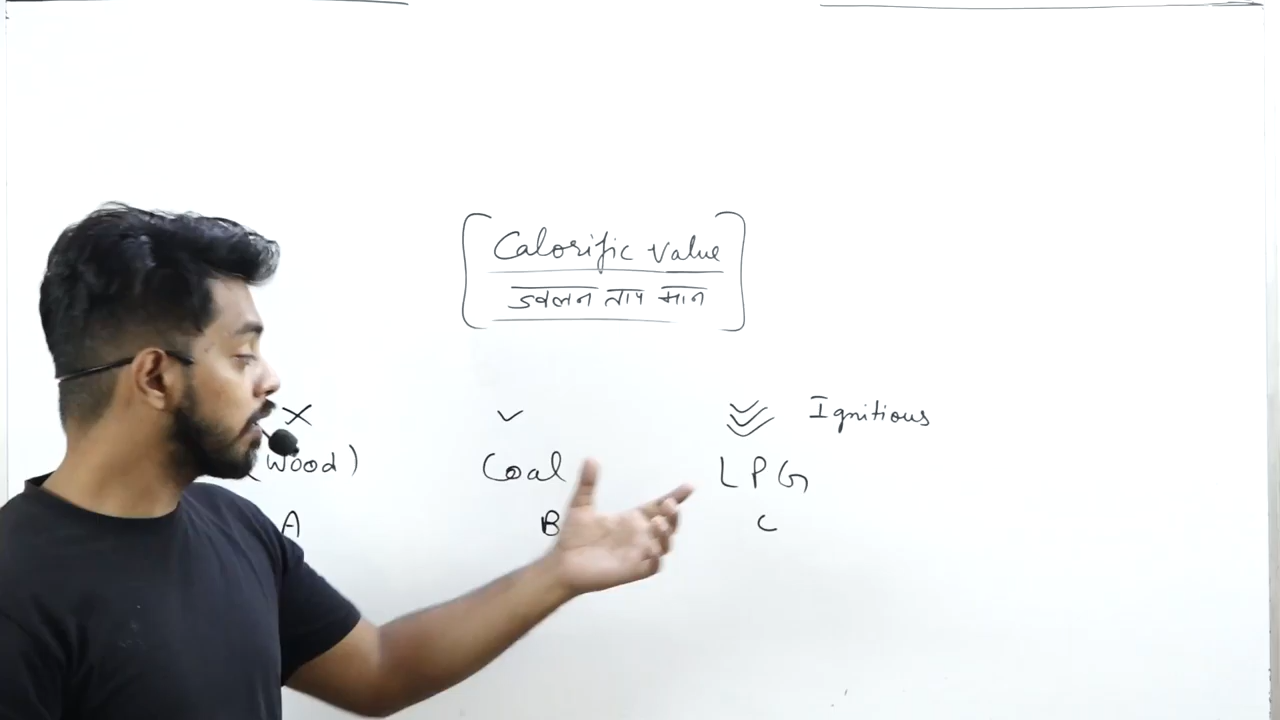 [Calorific value
ज्वलन ताप मान]
Ignitious
(Wood) Coal LPG
A B C